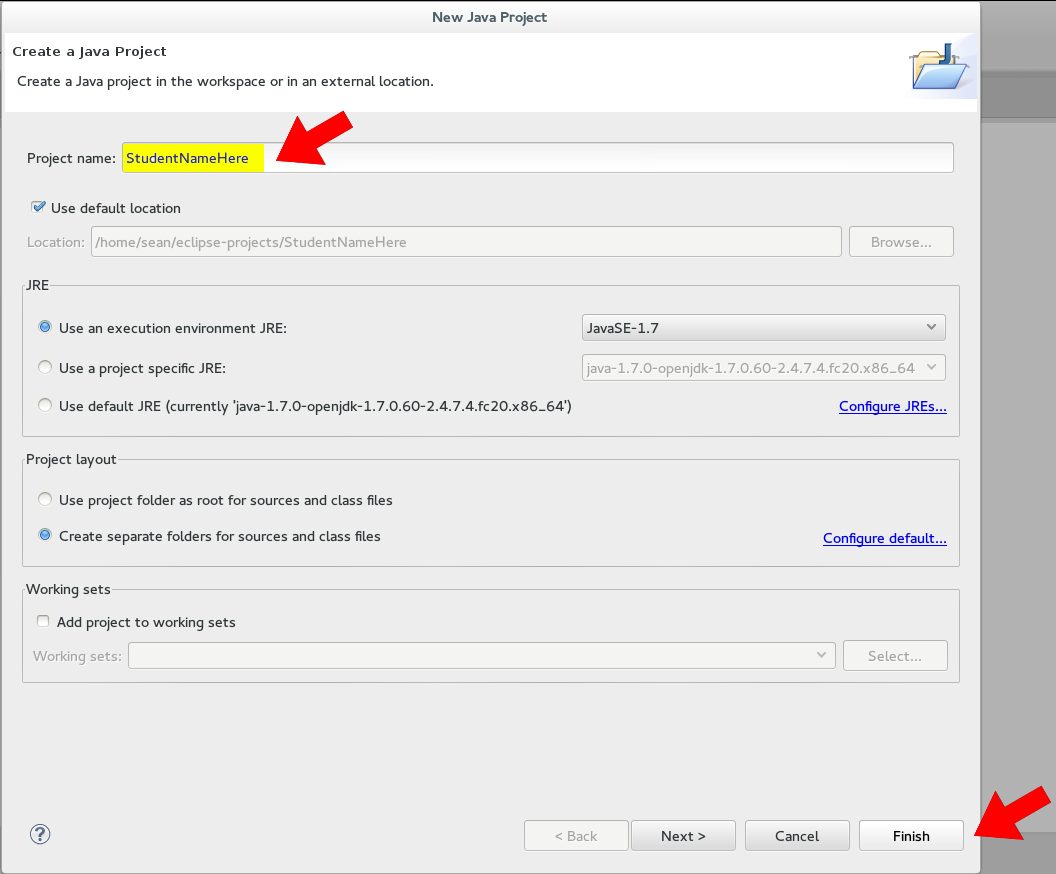 New Java Project
Create a Java Project
Create a Java project in the workspace or in an external location.
Project name: StudentNameHere
Use default location
Location: /home/sean/eclipse-projects/StudentNameHere Browse...
JRE
Use an execution environment JRE: JavaSE-1.7
Use a project specific JRE: java-1.7.0-openjdk-1.7.0.60-2.4.7.4.fc20.x86_64
Use default JRE (currently 'java-1.7.0-openjdk-1.7.0.60-2.4.7.4.fc20.x86_64') Configure JREs...
Project layout
Use project folder as root for sources and class files
Create separate folders for sources and class files Configure default...
Working sets
Add project to working sets
Working sets: Select...
? < Back Next > Cancel Finish